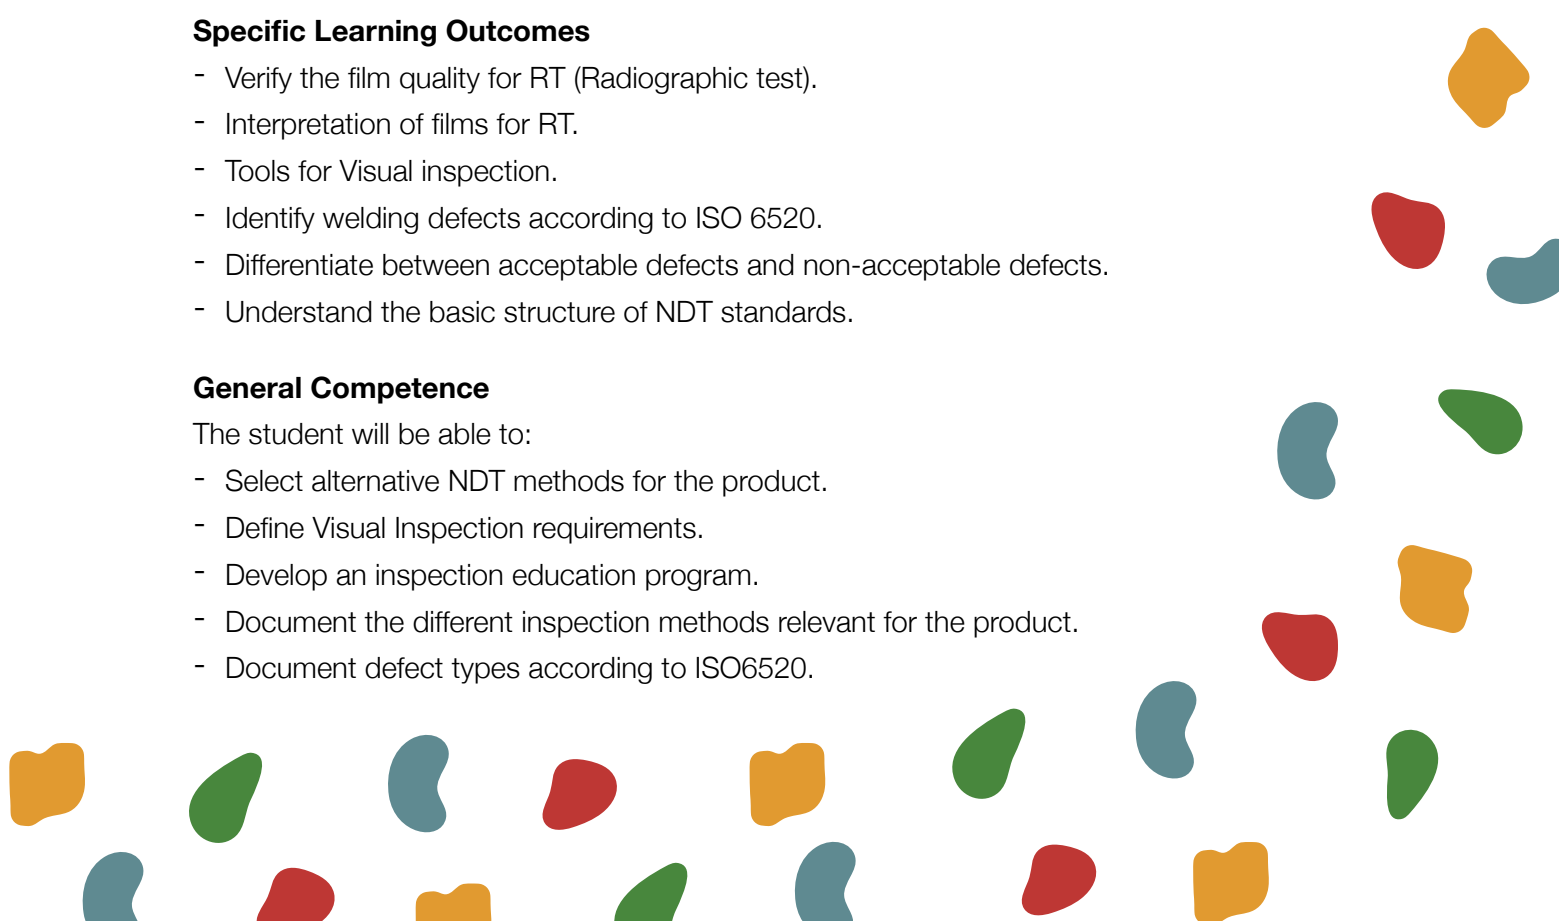 Specific Learning Outcomes
- Verify the film quality for RT (Radiographic test).
- Interpretation of films for RT.
- Tools for Visual inspection.
- Identify welding defects according to ISO 6520.
- Differentiate between acceptable defects and non-acceptable defects.
- Understand the basic structure of NDT standards.
General Competence
The student will be able to:
- Select alternative NDT methods for the product.
- Define Visual Inspection requirements.
- Develop an inspection education program.
- Document the different inspection methods relevant for the product.
- Document defect types according to ISO6520.